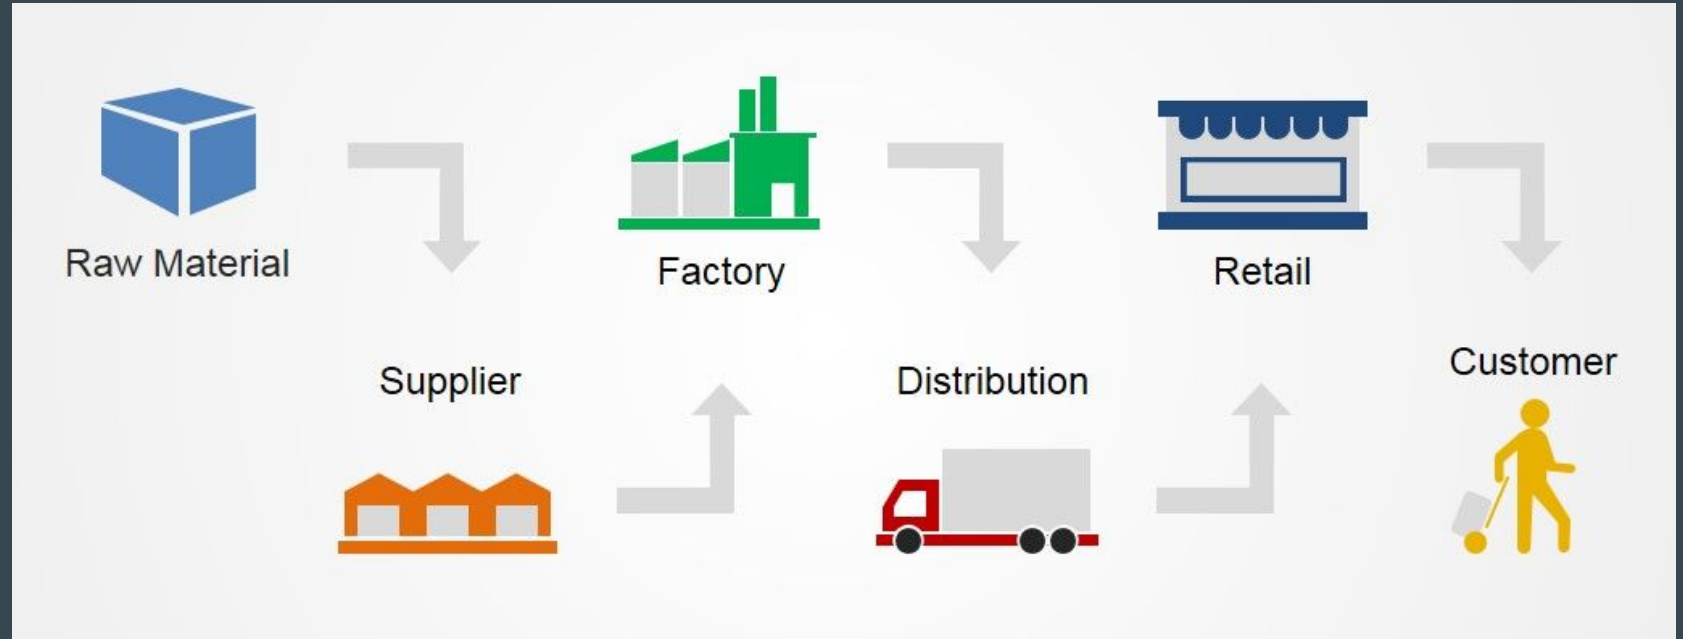 Raw Material
Supplier
Factory
Distribution
Retail
Customer